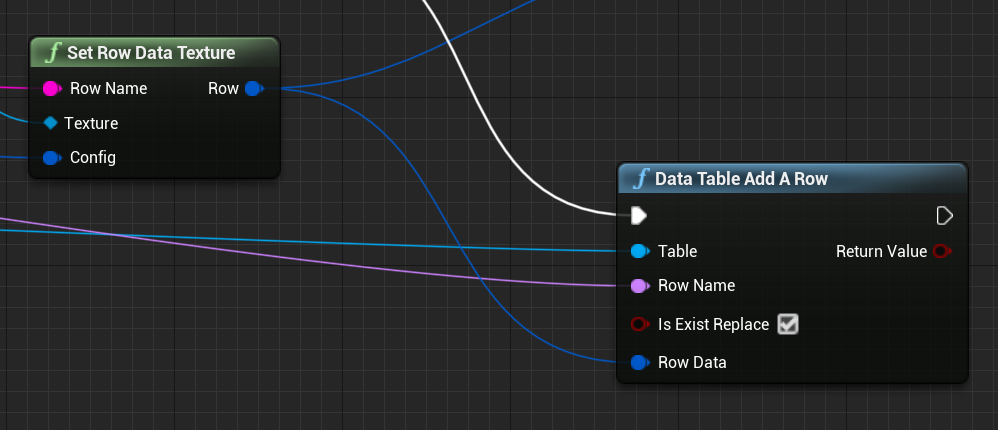 Set Row Data Texture
Row Name
Row
Texture
Config
Data Table Add A Row
Table
Return Value
Row Name
Is Exist Replace
Row Data